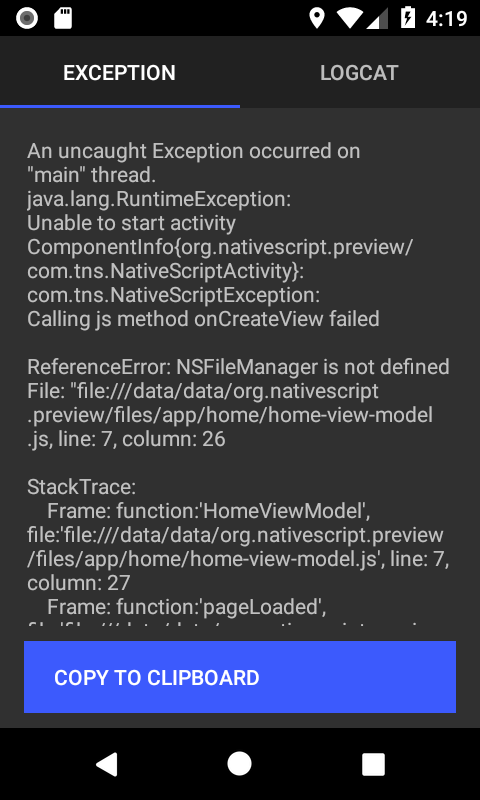 4:19
EXCEPTION
LOGCAT
An uncaught Exception occurred on
"main" thread.
java.lang.RuntimeException:
Unable to start activity
ComponentInfo{org.nativescript.preview/
com.tns.NativeScriptActivity}:
com.tns.NativeScriptException:
Calling js method onCreateView failed
ReferenceError: NSFileManager is not defined
File: "file:///data/data/org.nativescript
.preview/files/app/home/home-view-model
.js, line: 7, column: 26
StackTrace:
Frame: function:'HomeViewModel',
file:'file:///data/data/org.nativescript.preview
/files/app/home/home-view-model.js', line: 7,
column: 27
Frame: function:'pageLoaded',
COPY TO CLIPBOARD